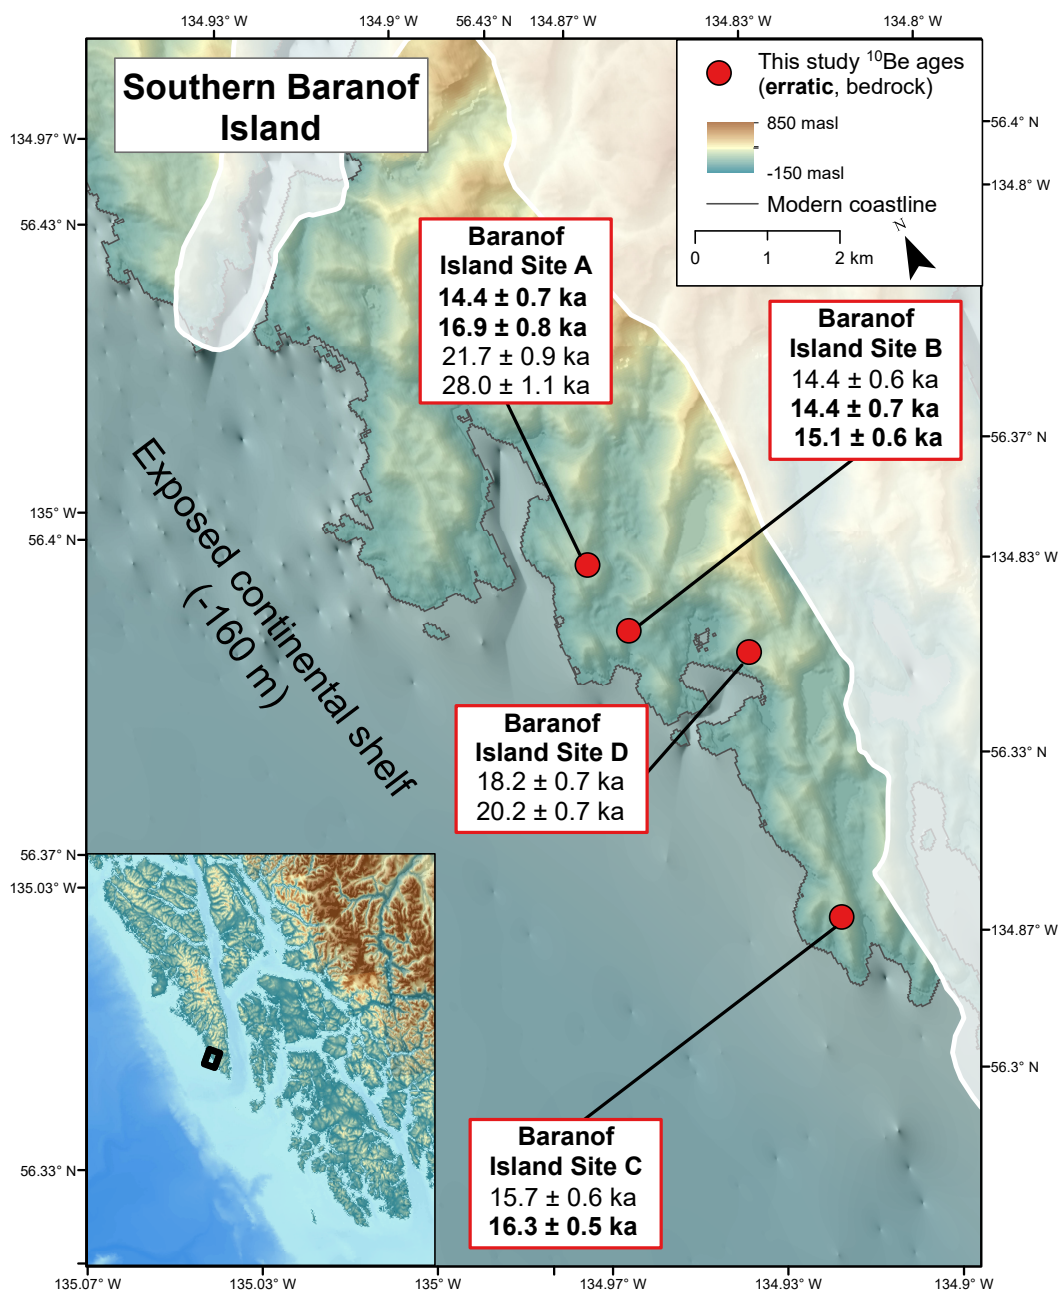 134.93° W
134.9° W
56.43° N
134.87° W
134.83° W
134.8° W
Southern Baranof
Island
This study ¹⁰Be ages
(erratic, bedrock)
850 masl
-150 masl
Modern coastline
N
0
1
2 km
134.97° W
56.43° N
135° W
56.4° N
56.37° N
135.03° W
56.33° N
56.4° N
134.8° W
56.37° N
134.83° W
56.33° N
134.87° W
56.3° N
Baranof
Island Site A
14.4 ± 0.7 ka
16.9 ± 0.8 ka
21.7 ± 0.9 ka
28.0 ± 1.1 ka
Baranof
Island Site B
14.4 ± 0.6 ka
14.4 ± 0.7 ka
15.1 ± 0.6 ka
Exposed continental shelf
(-160 m)
Baranof
Island Site D
18.2 ± 0.7 ka
20.2 ± 0.7 ka
Baranof
Island Site C
15.7 ± 0.6 ka
16.3 ± 0.5 ka
135.07° W
135.03° W
135° W
134.97° W
134.93° W
134.9° W